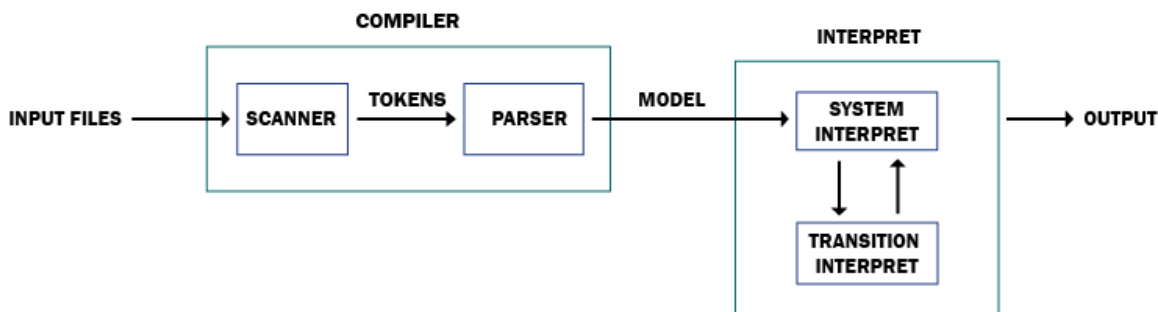 COMPILER
INTERPRET
INPUT FILES
SCANNER
TOKENS
PARSER
MODEL
SYSTEM
INTERPRET
OUTPUT
TRANSITION
INTERPRET